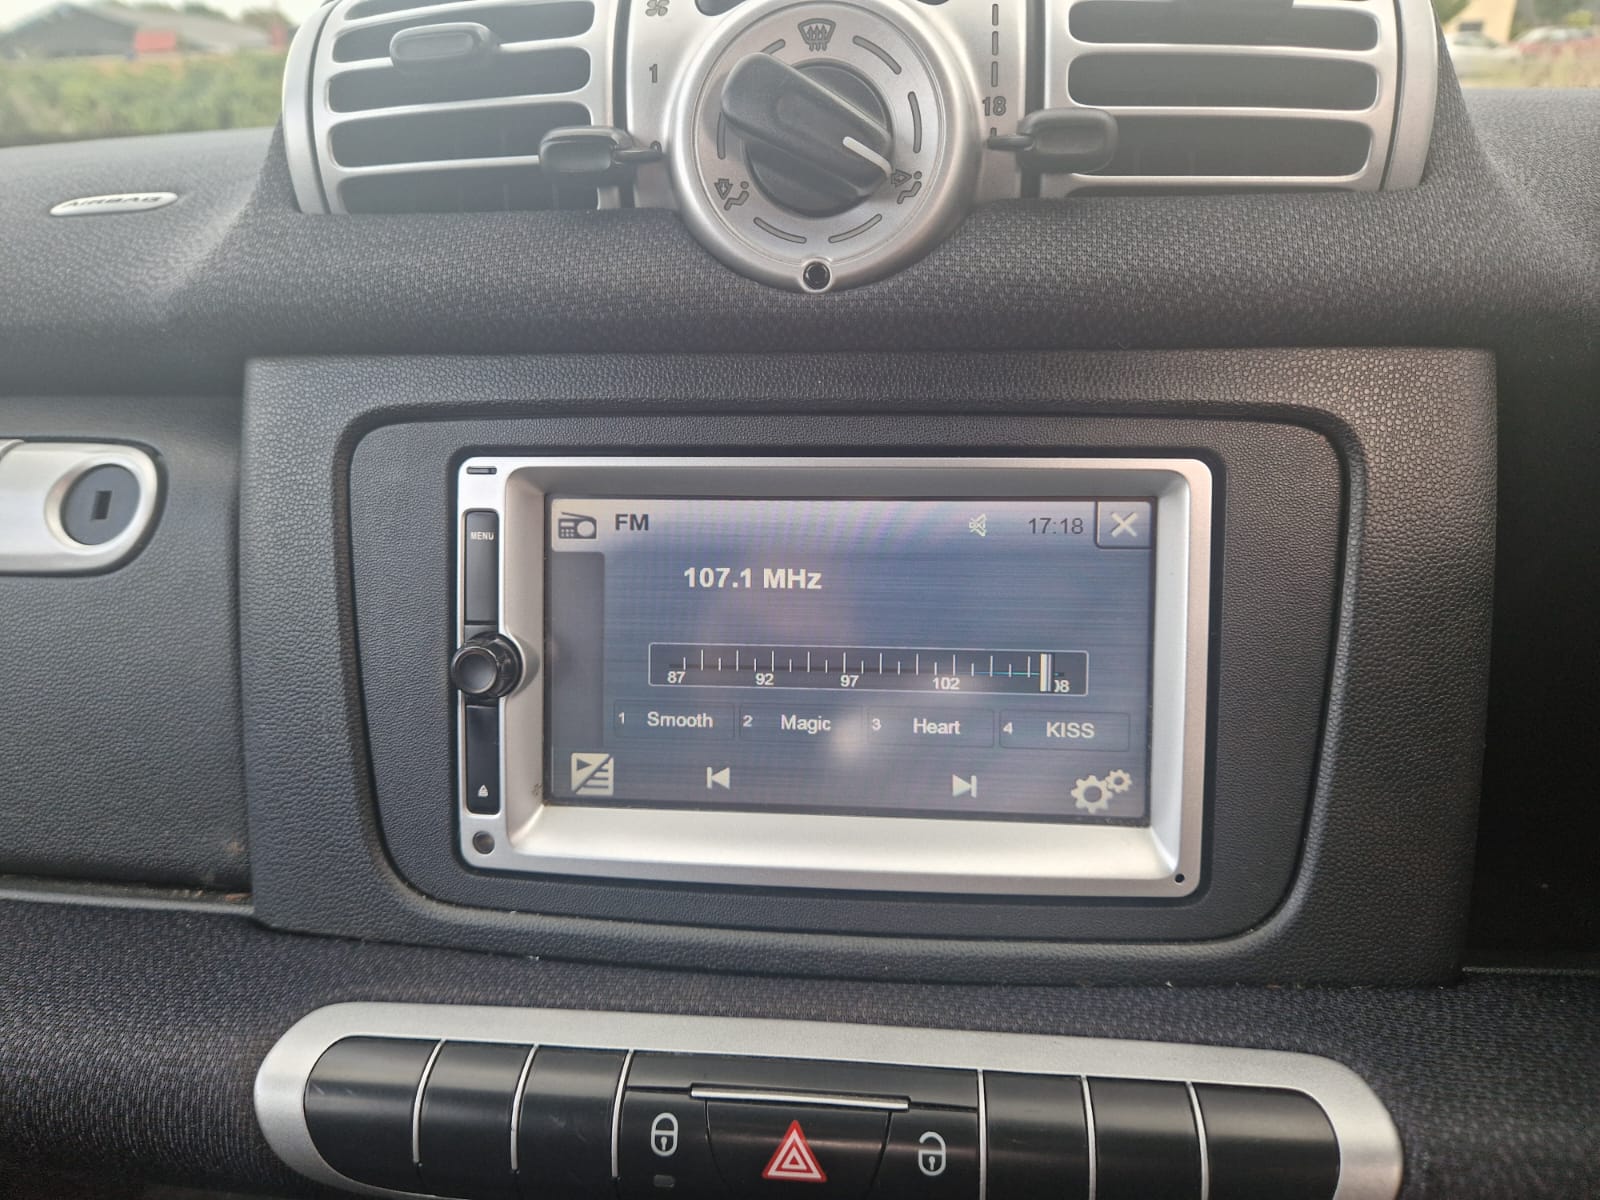 1
18
AIRBAG
MENU
FM
17:18
107.1 MHz
87 92 97 102
1 Smooth 2 Magic 3 Heart 4 KISS